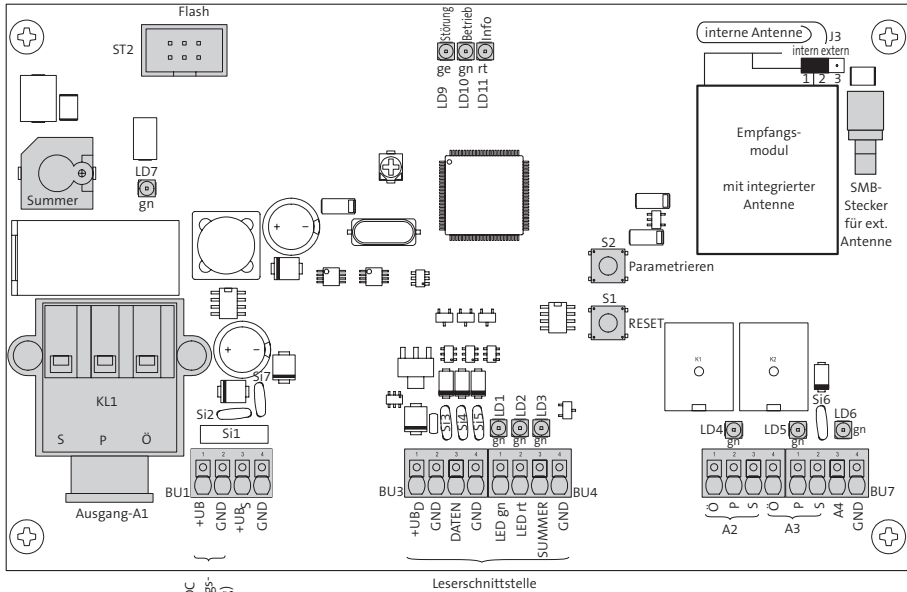 Flash
ST2
Störung
Betrieb
Info
ge
gn
rt
LD9
LD10
LD11
interne Antenne
J3
intern extern
1 2 3
Empfangs-
modul
mit integrierter
Antenne
SMB-
Stecker
für ext.
Antenne
LD7
gn
Summer
+ −
S2
Parametrieren
S1
RESET
+ −
K1
K2
KL1
S P Ö
Ausgang-A1
Si7
Si2
Si1
Si3
Si4
Si5
LD1
LD2
LD3
gn
gn
gn
LD4
gn
LD5
gn
Si6
LD6
gn
1 2 3 4
BU1
+UB
GND
+UBS
GND
1 2 3 4 1 2 3 4
BU3
BU4
+UBD
GND
DATEN
GND
LED gn
LED rt
SUMMER
GND
1 2 3 4 1 2 3 4
BU7
Ö
P
S
Ö
P
S
A4
GND
A2
A3
Leserschnittstelle